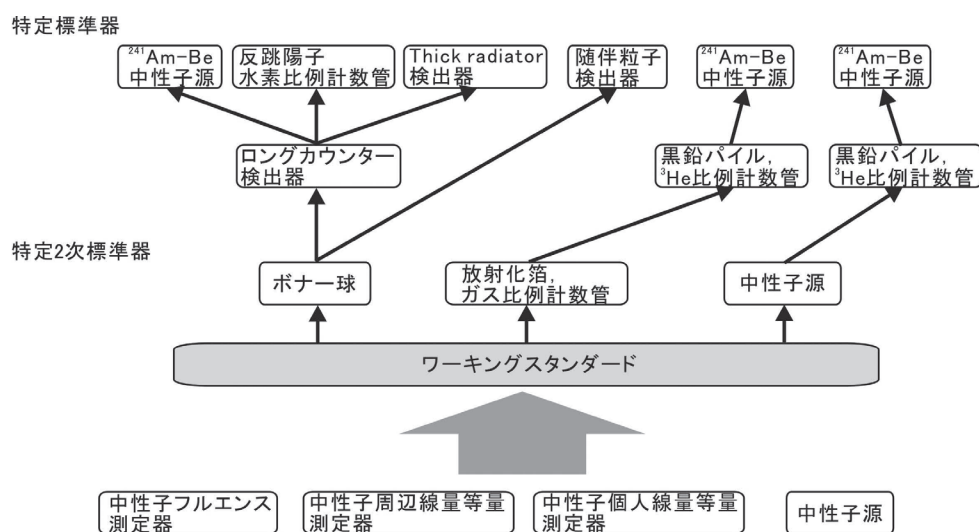 特定標準器
²⁴¹Am-Be
中性子源
反跳陽子
水素比例計数管
Thick radiator
検出器
随伴粒子
検出器
²⁴¹Am-Be
中性子源
²⁴¹Am-Be
中性子源
ロングカウンター
検出器
黒鉛パイル,
³He比例計数管
黒鉛パイル,
³He比例計数管
特定2次標準器
ボナー球
放射化箔,
ガス比例計数管
中性子源
ワーキングスタンダード
中性子フルエンス
測定器
中性子周辺線量等量
測定器
中性子個人線量等量
測定器
中性子源